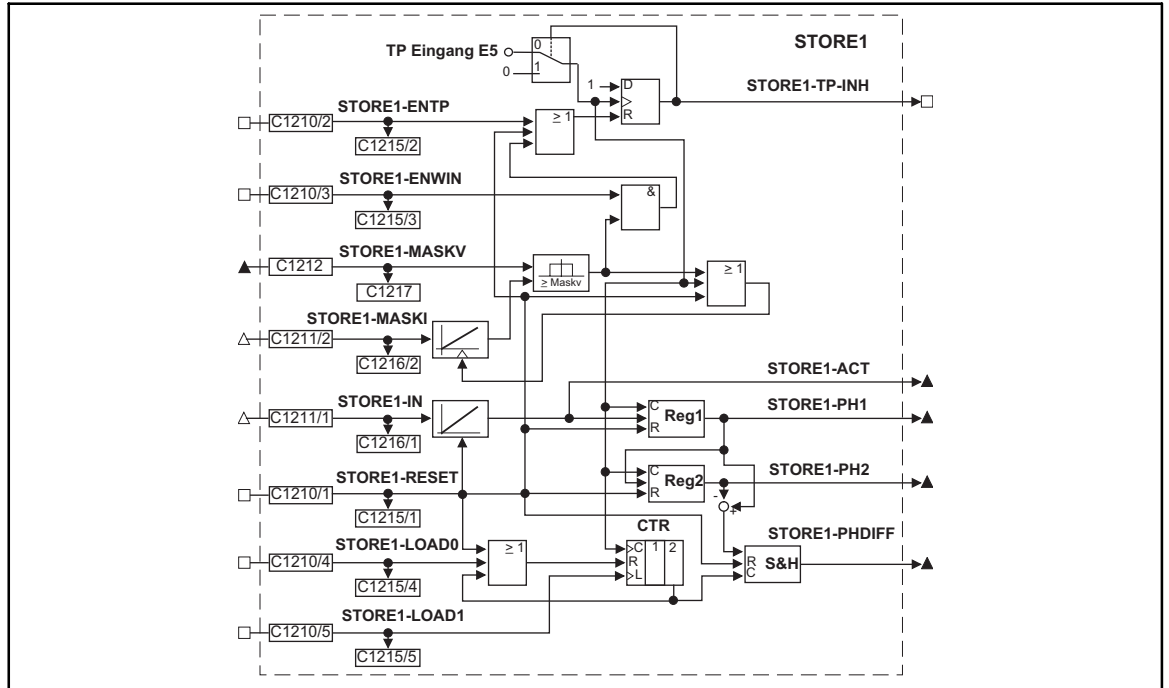 STORE1
TP Eingang E5
0
1
0
1
D
R
STORE1-TP-INH
STORE1-ENTP
C1210/2
C1215/2
≥ 1
STORE1-ENWIN
C1210/3
C1215/3
&
STORE1-MASKV
C1212
C1217
≥ Maskv
≥ 1
STORE1-MASKI
C1211/2
C1216/2
STORE1-ACT
STORE1-IN
C1211/1
C1216/1
C
R
Reg1
STORE1-PH1
STORE1-RESET
C1210/1
C1215/1
C
R
Reg2
STORE1-PH2
-
+
STORE1-LOAD0
C1210/4
C1215/4
≥ 1
CTR
C
R
L
1
2
STORE1-PHDIFF
R
C
S&H
STORE1-LOAD1
C1210/5
C1215/5